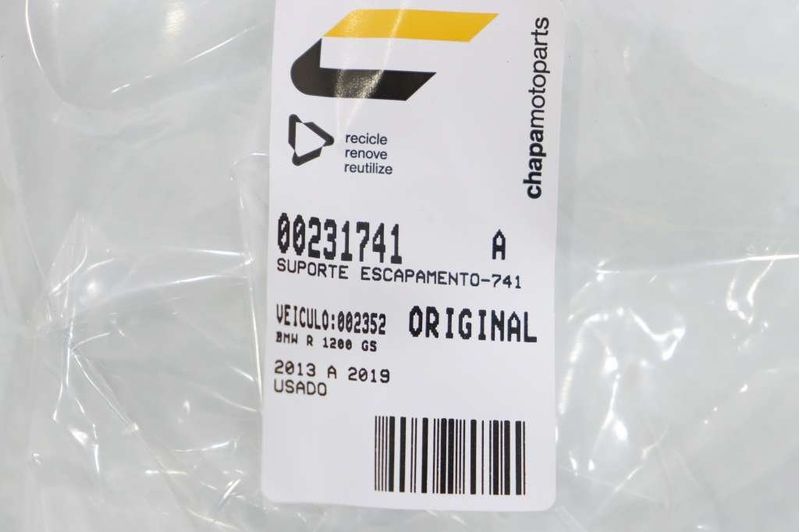 chapamotoparts
recicle
renove
reutilize
00231741 A
SUPORTE ESCAPAMENTO-741
VEICULO:002352 ORIGINAL
BMW R 1200 GS
2013 A 2019
USADO